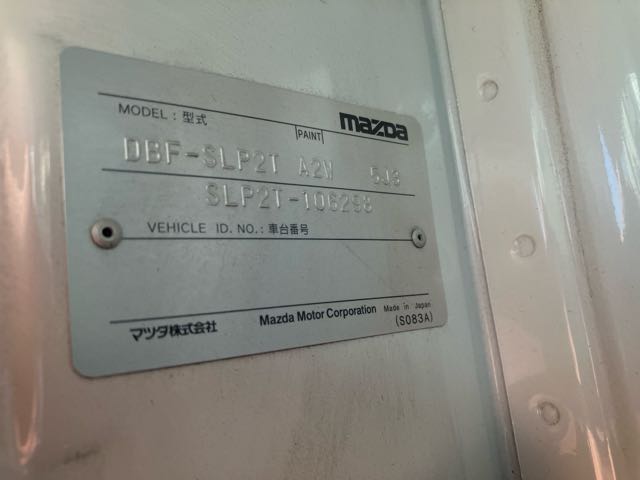 mazda
MODEL : 型式
PAINT
DBF-SLP2T A2W 5J3
SLP2T-106298
VEHICLE ID. NO. : 車台番号
マツダ株式会社 Mazda Motor Corporation Made in Japan
(S083A)